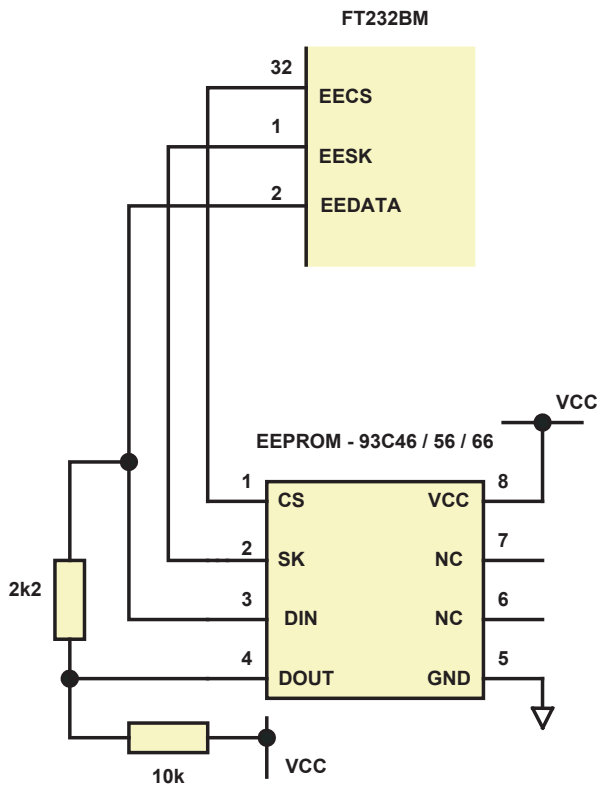 FT232BM
32
EECS
1
EESK
2
EEDATA
VCC
EEPROM - 93C46 / 56 / 66
1
CS
VCC
8
2
SK
NC
7
3
DIN
NC
6
4
DOUT
GND
5
2k2
10k
VCC